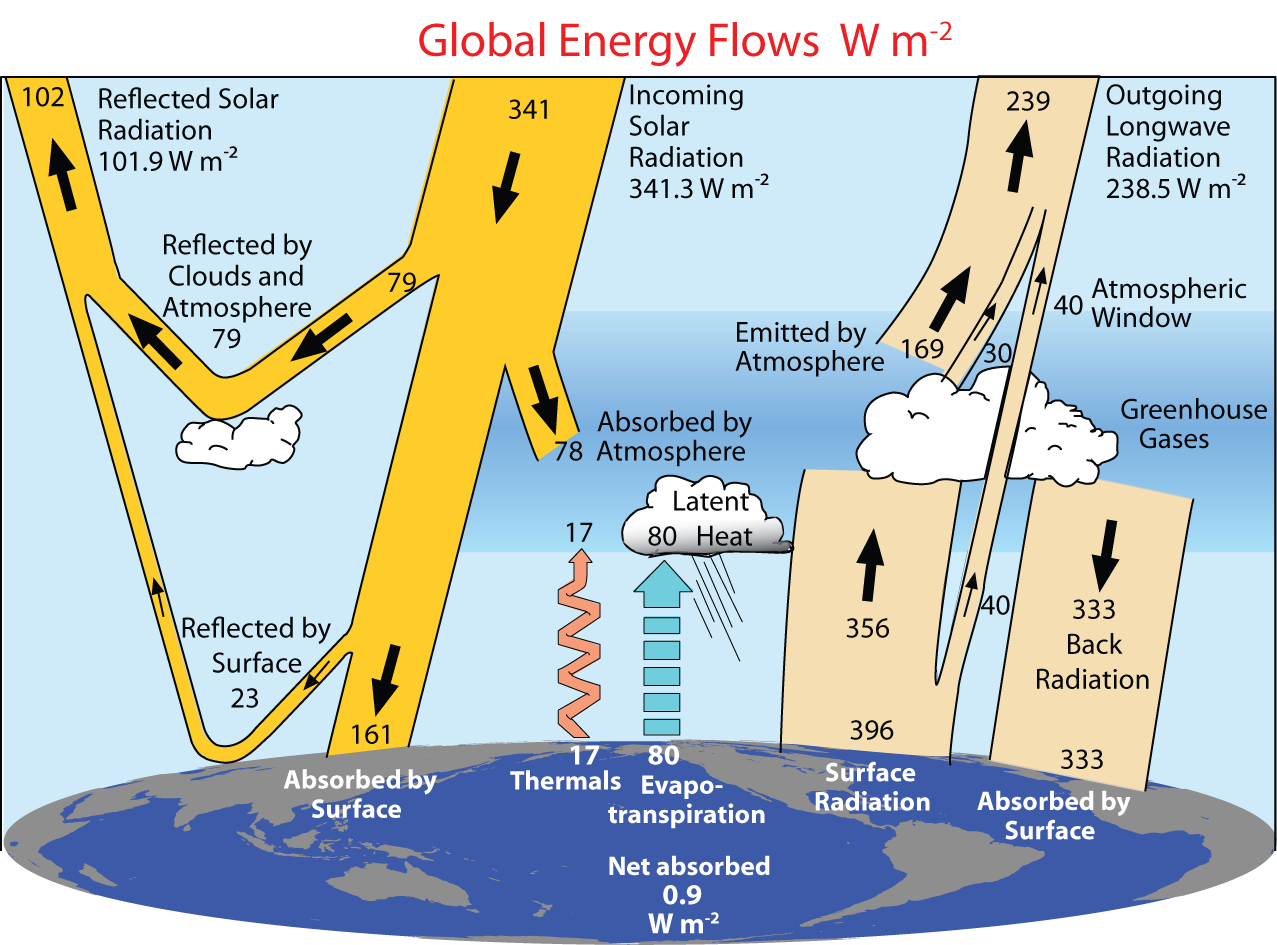 Global Energy Flows W m-2
102
Reflected Solar
Radiation
101.9 W m-2
341
Incoming
Solar
Radiation
341.3 W m-2
239
Outgoing
Longwave
Radiation
238.5 W m-2
Reflected by
Clouds and
Atmosphere
79
79
Emitted by
Atmosphere
169
30
40
Atmospheric
Window
Greenhouse
Gases
78
Absorbed by
Atmosphere
17
Latent
80 Heat
Reflected by
Surface
23
356
40
333
Back
Radiation
161
Absorbed by
Surface
17
Thermals
80
Evapo-
transpiration
396
Surface
Radiation
333
Absorbed by
Surface
Net absorbed
0.9
W m-2